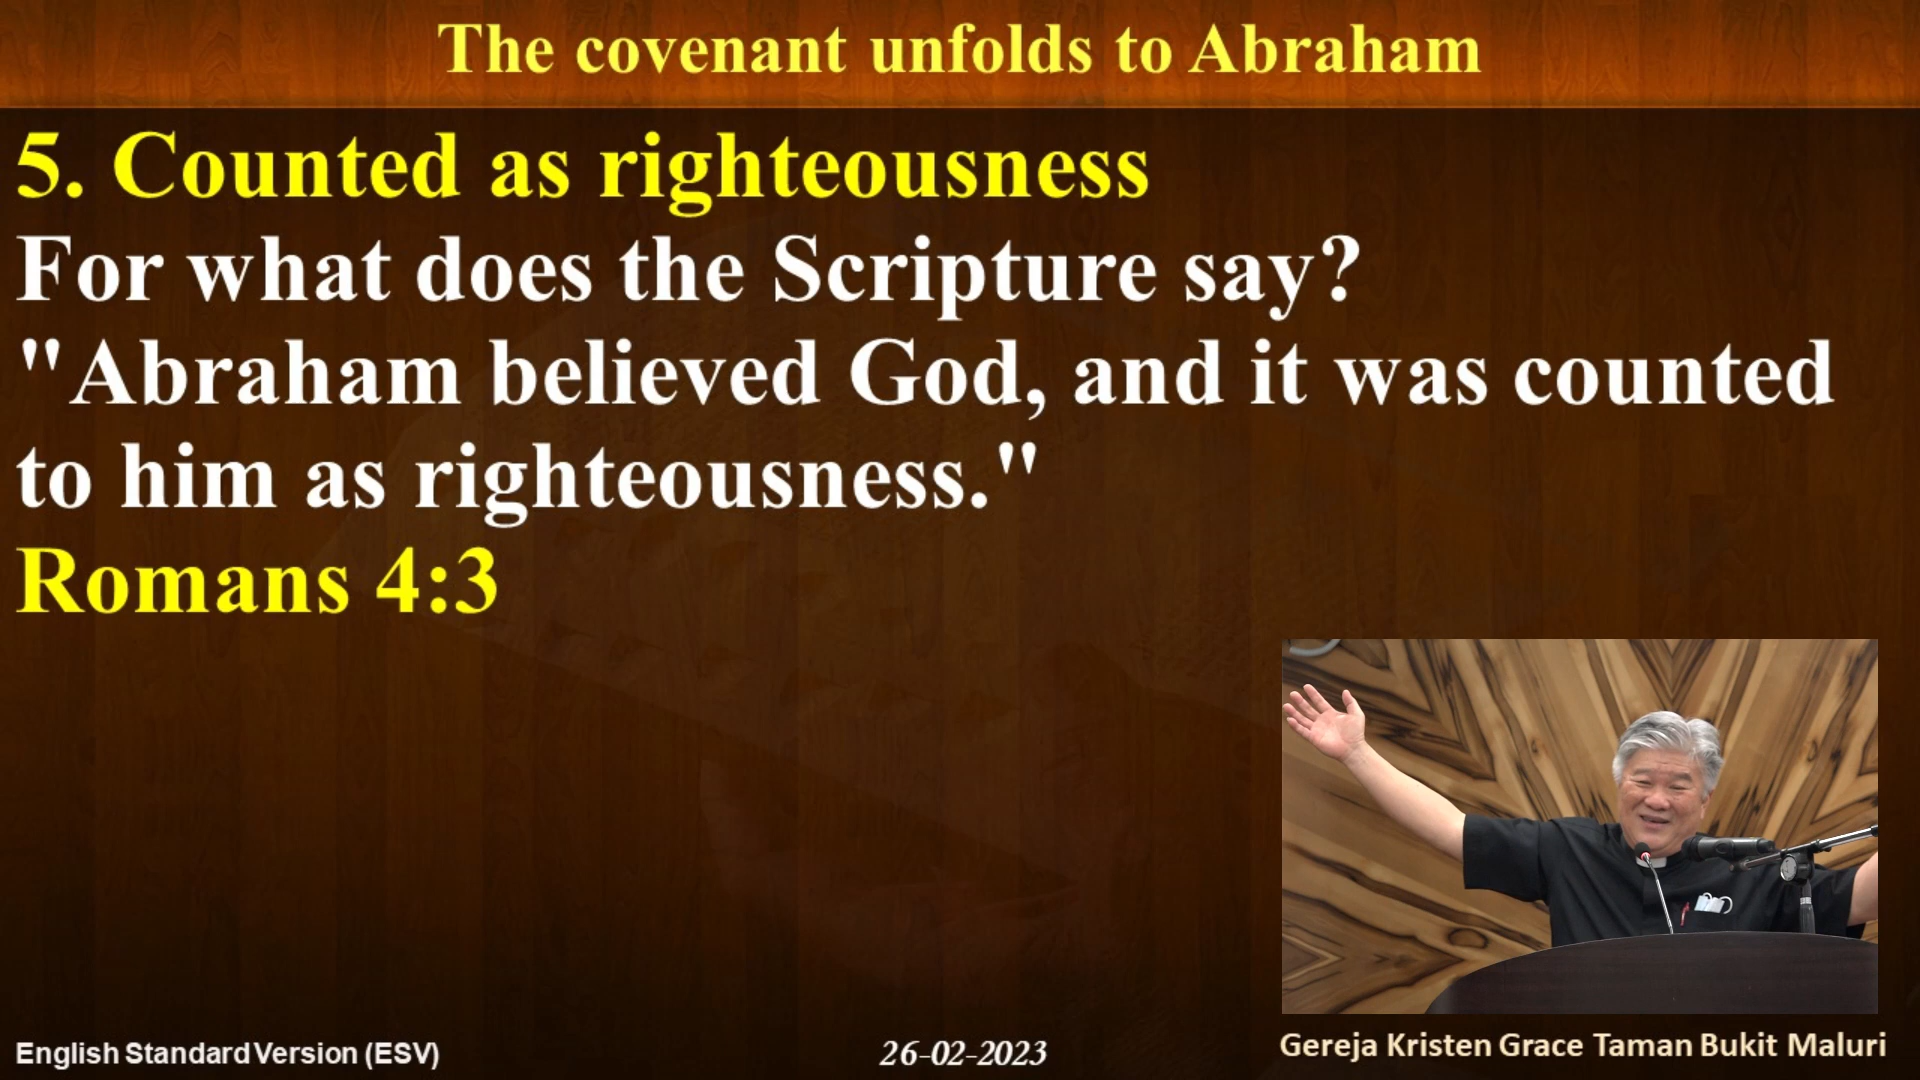 The covenant unfolds to Abraham
5. Counted as righteousness
For what does the Scripture say?
"Abraham believed God, and it was counted
to him as righteousness."
Romans 4:3
English Standard Version (ESV)
26-02-2023
Gereja Kristen Grace Taman Bukit Maluri